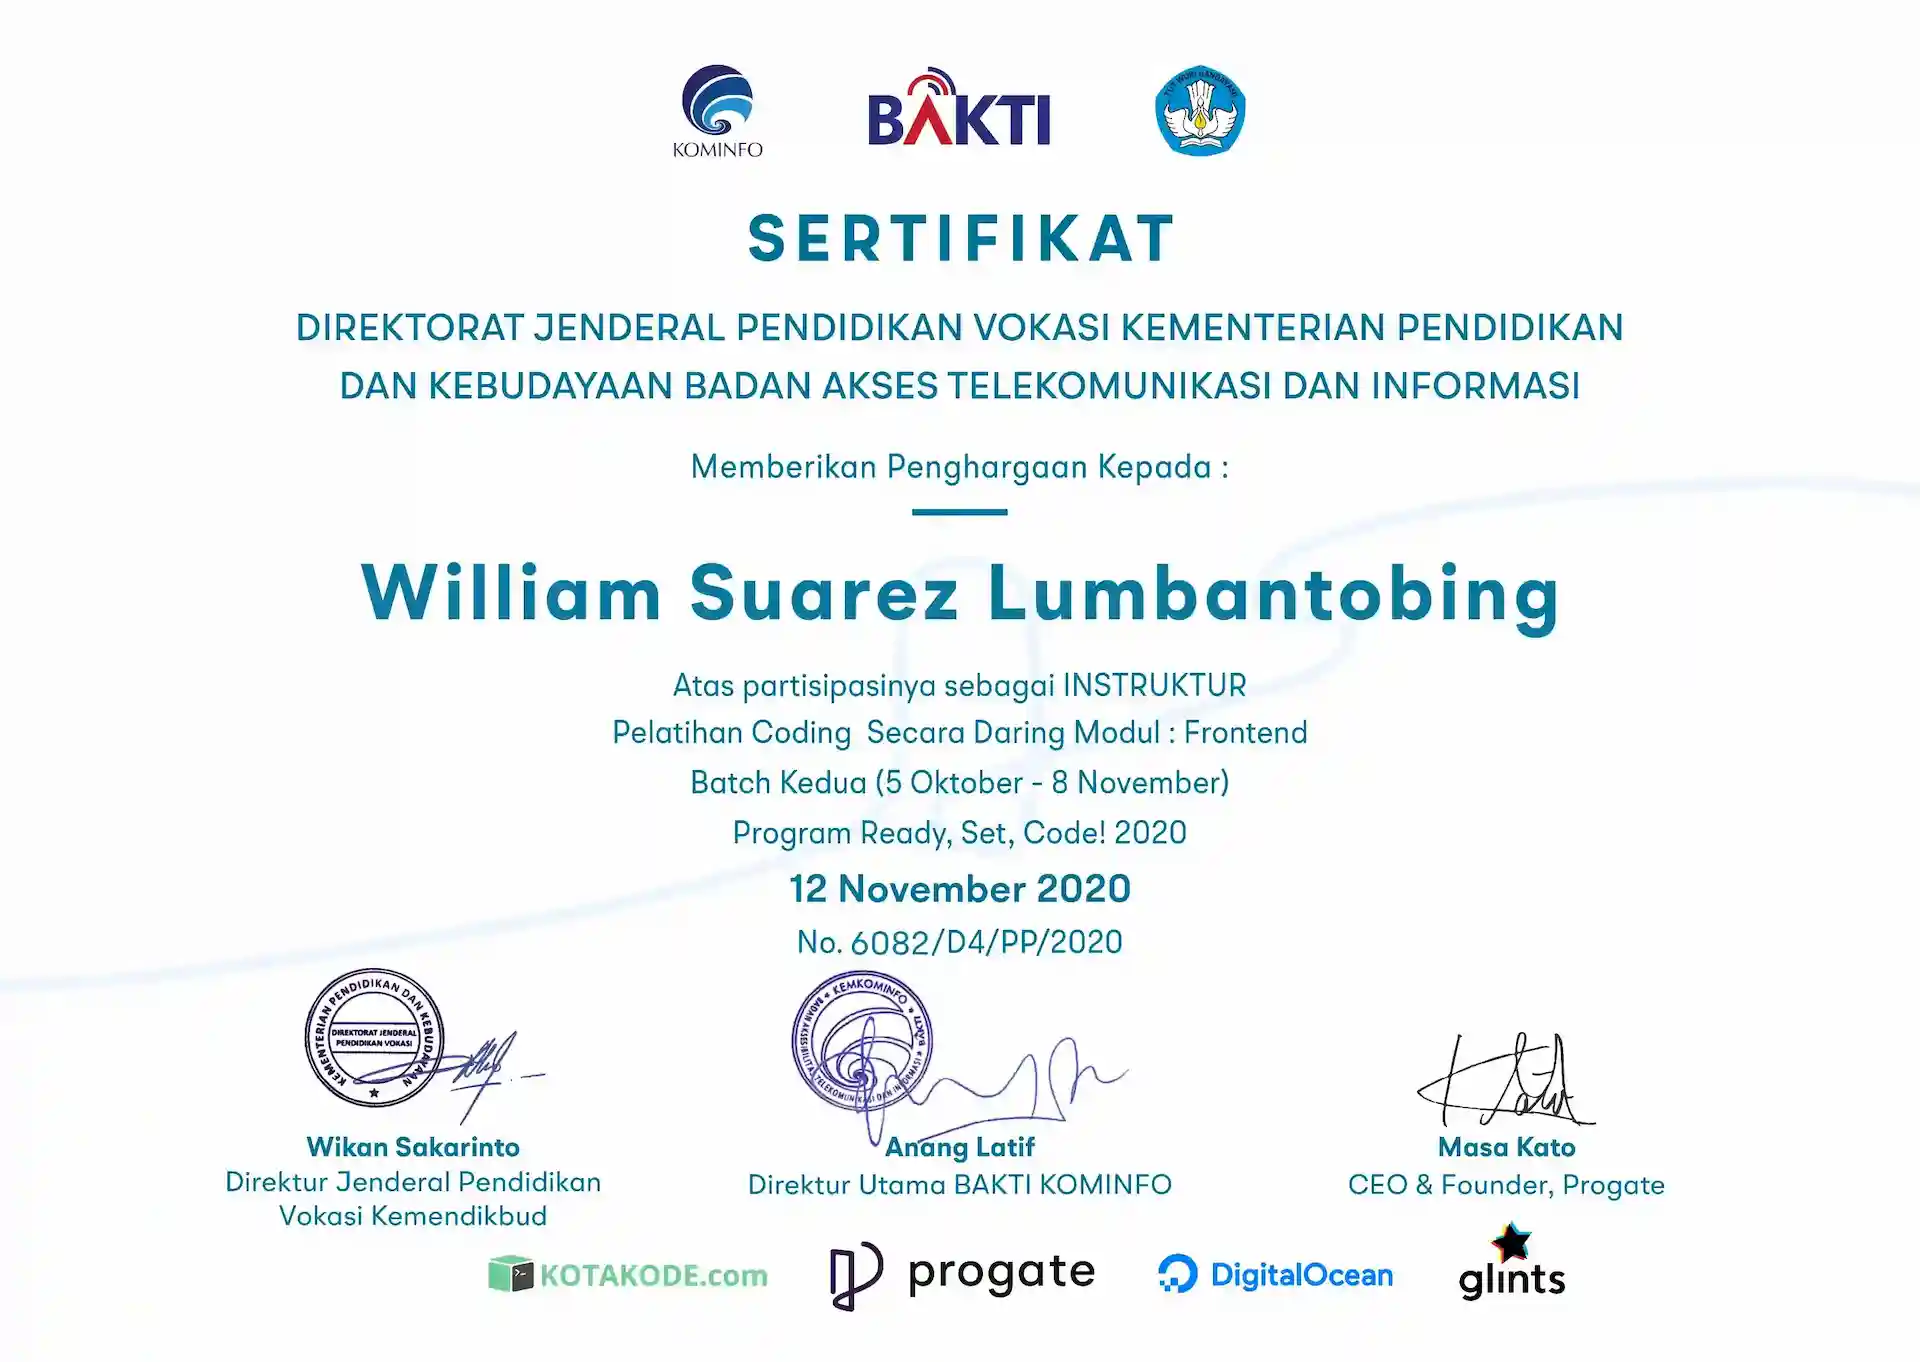 KOMINFO
BAKTI
TUT WURI HANDAYANI
SERTIFIKAT
DIREKTORAT JENDERAL PENDIDIKAN VOKASI KEMENTERIAN PENDIDIKAN
DAN KEBUDAYAAN BADAN AKSES TELEKOMUNIKASI DAN INFORMASI
Memberikan Penghargaan Kepada :
William Suarez Lumbantobing
Atas partisipasinya sebagai INSTRUKTUR
Pelatihan Coding Secara Daring Modul : Frontend
Batch Kedua (5 Oktober - 8 November)
Program Ready, Set, Code! 2020
12 November 2020
No. 6082/D4/PP/2020
KEMENTERIAN PENDIDIKAN DAN KEBUDAYAAN
DIREKTORAT JENDERAL
PENDIDIKAN VOKASI
KEMKOMINFO
BAKTI
BADAN AKSESIBILITAS TELEKOMUNIKASI DAN INFORMASI
Wikan Sakarinto
Direktur Jenderal Pendidikan
Vokasi Kemendikbud
Anang Latif
Direktur Utama BAKTI KOMINFO
Masa Kato
CEO & Founder, Progate
KOTAKODE.com
progate
DigitalOcean
glints